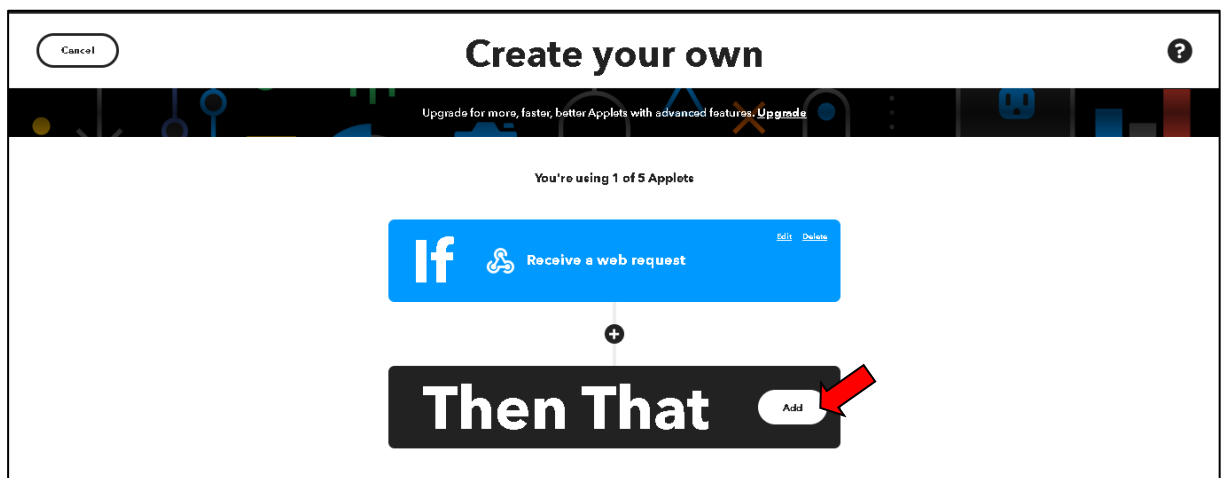 Cancel
Create your own
?
Upgrade for more, faster, better Applets with advanced features. Upgrade
You're using 1 of 5 Applets
If
Receive a web request
Edit Delete
Then That
Add